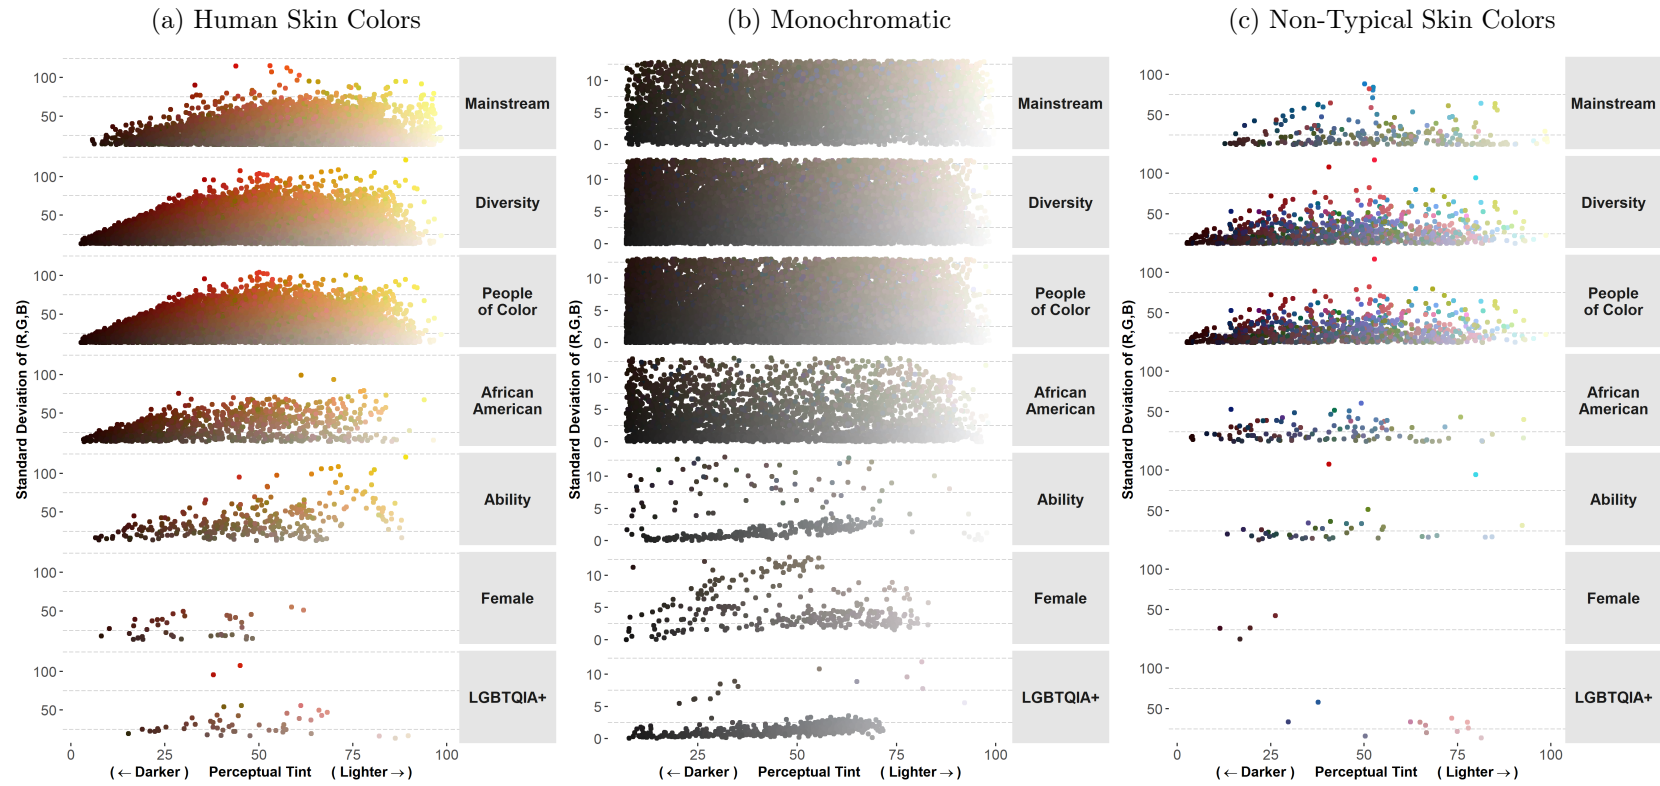 (a) Human Skin Colors
(b) Monochromatic
(c) Non-Typical Skin Colors
Standard Deviation of (R,G,B)
100
50
Mainstream
100
50
Diversity
100
50
People
of Color
100
50
African
American
100
50
Ability
100
50
Female
100
50
LGBTQIA+
0
25
50
75
100
( ← Darker ) Perceptual Tint ( Lighter → )
Standard Deviation of (R,G,B)
10
5
0
Mainstream
10
5
0
Diversity
10
5
0
People
of Color
10
5
0
African
American
10
5
0
Ability
10
5
0
Female
10
5
0
LGBTQIA+
25
50
75
100
( ← Darker ) Perceptual Tint ( Lighter → )
Standard Deviation of (R,G,B)
100
50
Mainstream
100
50
Diversity
100
50
People
of Color
100
50
African
American
100
50
Ability
100
50
Female
100
50
LGBTQIA+
0
25
50
75
100
( ← Darker ) Perceptual Tint ( Lighter → )